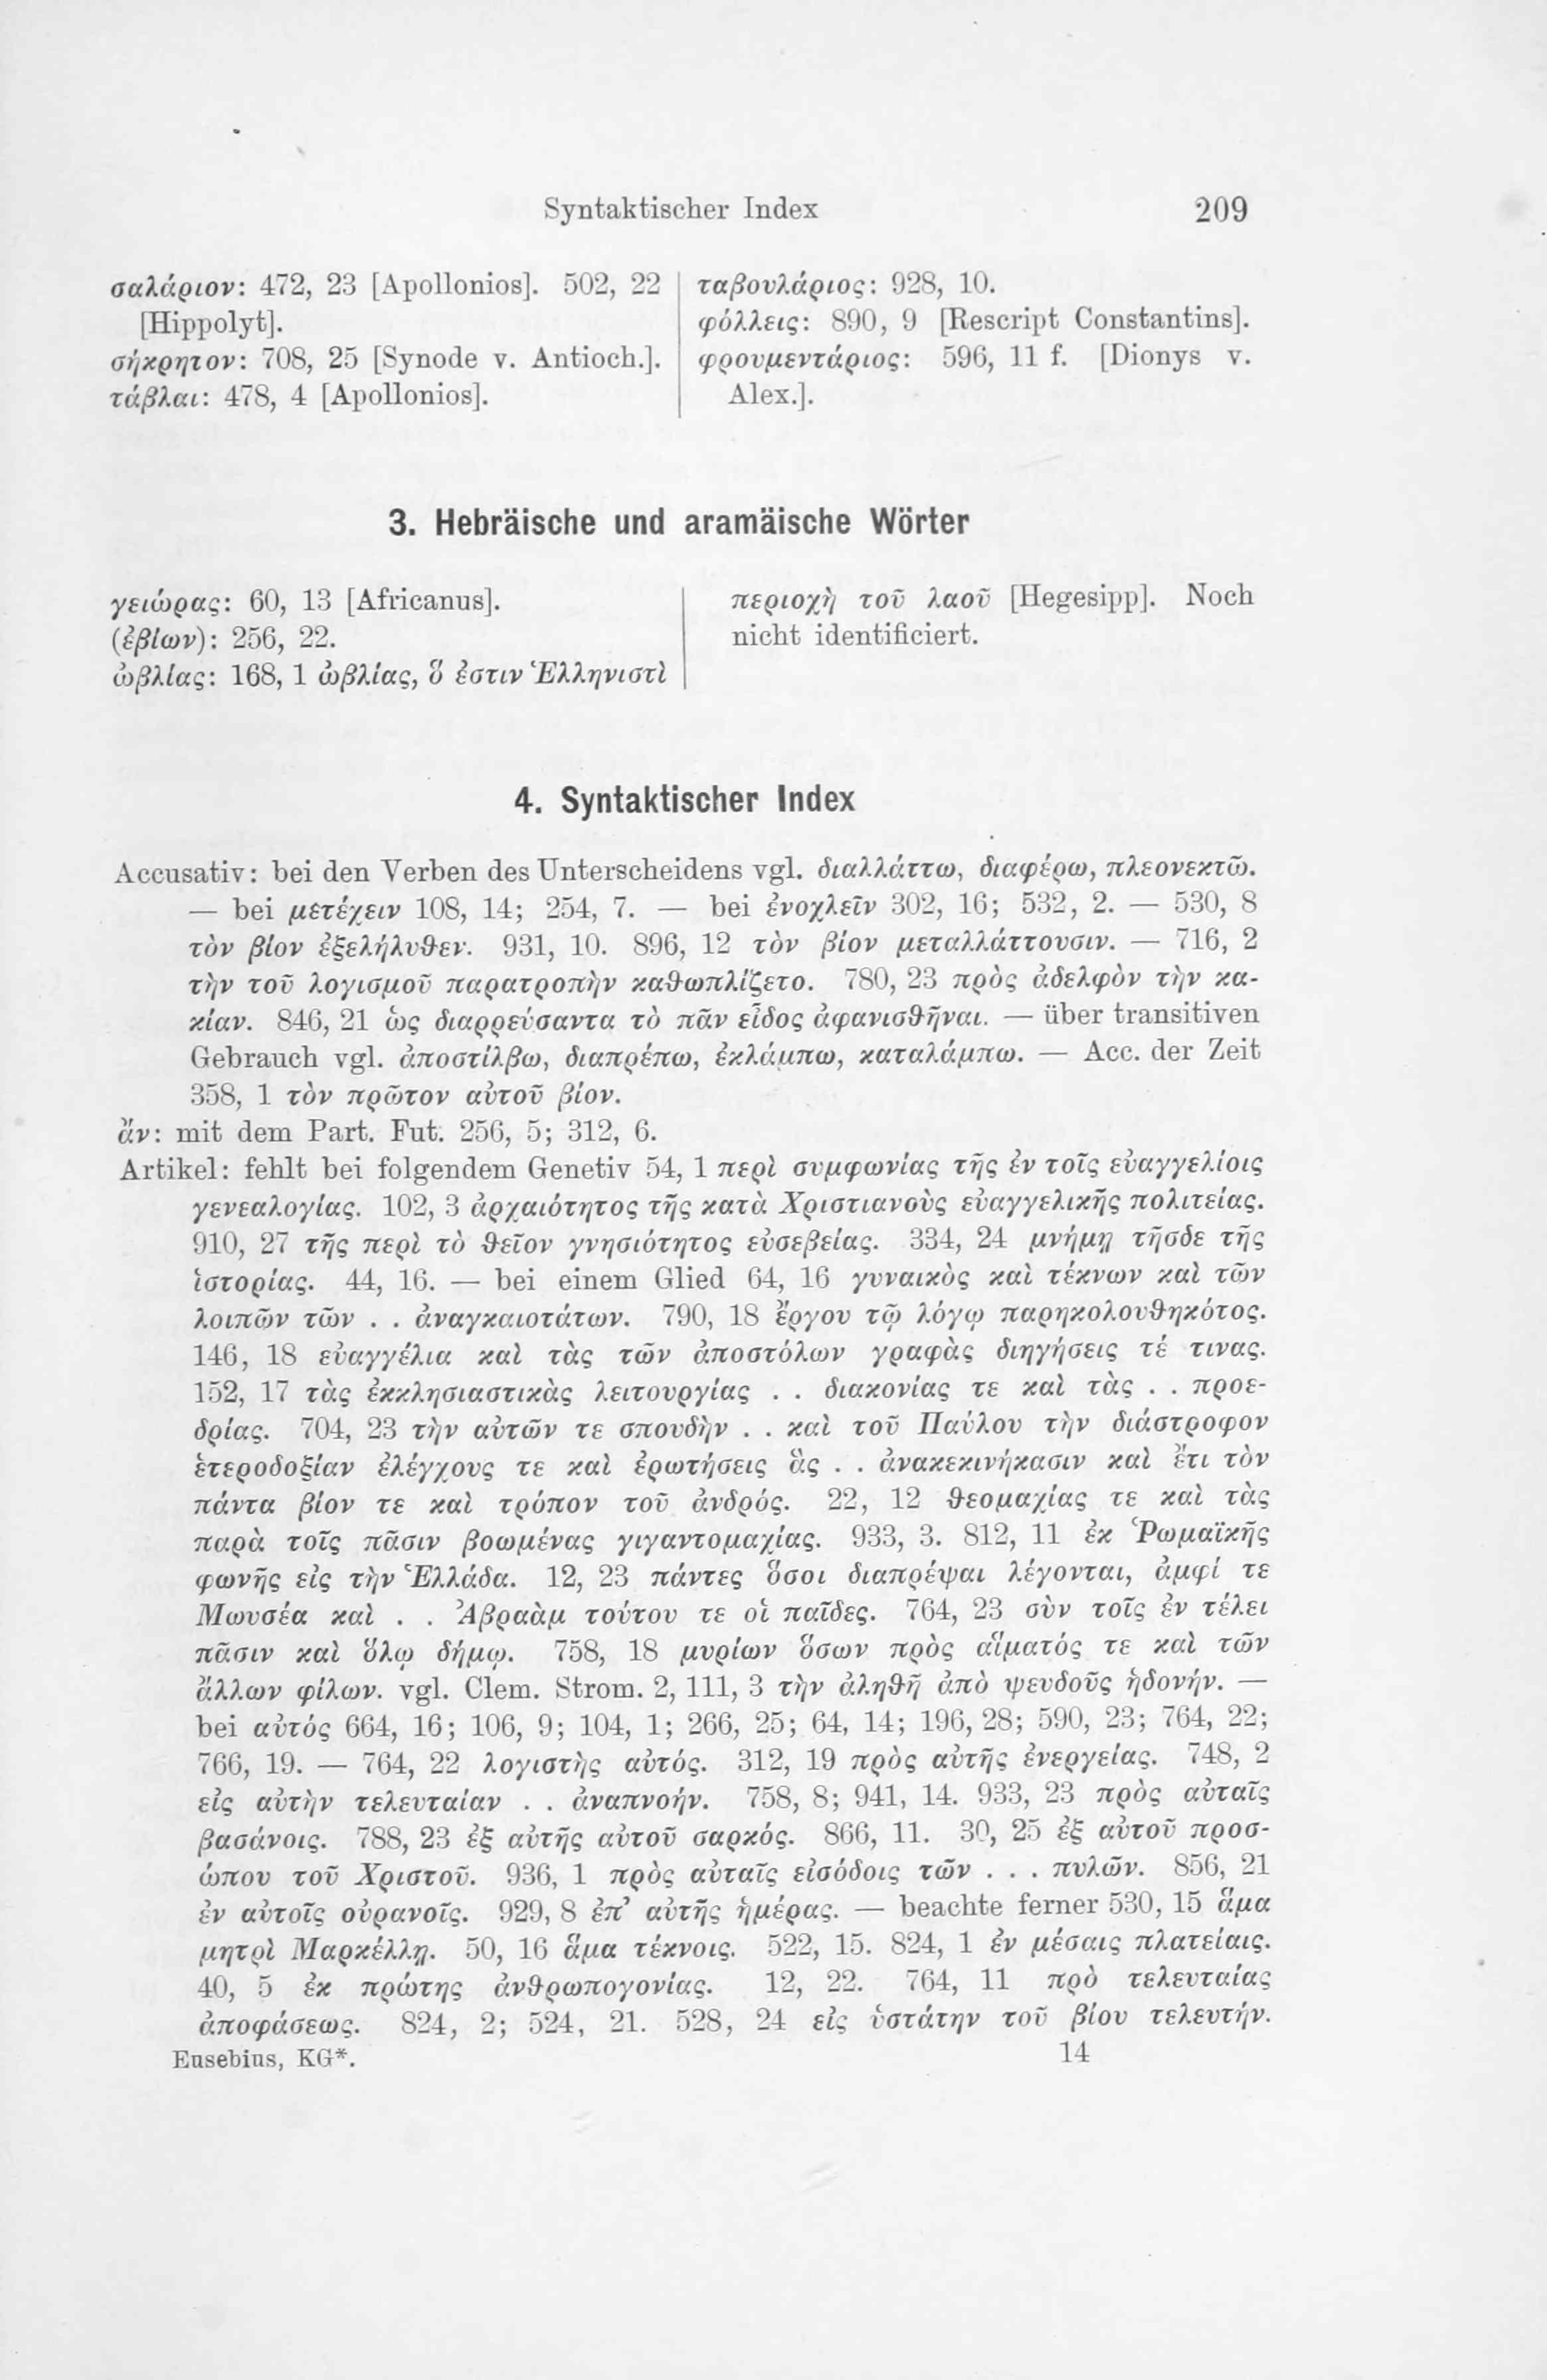 Syntaktischer Index 209
σαλάριον: 472, 23 [Apollonios]. 502, 22
[Hippolyt].
σήκρητον: 708, 25 [Synode v. Antioch.].
τάβλαι: 478, 4 [Apollonios].
ταβουλάριος: 928, 10.
φόλλεις: 890, 9 [Rescript Constantins].
φρουμεντάριος: 596, 11 f. [Dionys v.
Alex.].
3. Hebräische und aramäische Wörter
γειώρας: 60, 13 [Africanus].
(ἐβίων): 256, 22.
ὠβλίας: 168, 1 ὠβλίας, ὅ ἐστιν Ἑλληνιστὶ
περιοχὴ τοῦ λαοῦ [Hegesipp]. Noch
nicht identificiert.
4. Syntaktischer Index
Accusativ: bei den Verben des Unterscheidens vgl. διαλλάττω, διαφέρω, πλεονεκτῶ.
— bei μετέχειν 108, 14; 254, 7. — bei ἐνοχλεῖν 302, 16; 532, 2. — 530, 8
τὸν βίον ἐξελήλυθεν. 931, 10. 896, 12 τὸν βίον μεταλλάττουσιν. — 716, 2
τὴν τοῦ λογισμοῦ παρατροπὴν καθωπλίζετο. 780, 23 πρὸς ἀδελφὸν τὴν κα-
κίαν. 846, 21 ὡς διαρρεύσαντα τὸ πᾶν εἶδος ἀφανισθῆναι. — über transitiven
Gebrauch vgl. ἀποστίλβω, διαπρέπω, ἐκλάμπω, καταλάμπω. — Acc. der Zeit
358, 1 τὸν πρῶτον αὐτοῦ βίον.
ἄν: mit dem Part. Fut. 256, 5; 312, 6.
Artikel: fehlt bei folgendem Genetiv 54, 1 περὶ συμφωνίας τῆς ἐν τοῖς εὐαγγελίοις
γενεαλογίας. 102, 3 ἀρχαιότητος τῆς κατὰ Χριστιανοὺς εὐαγγελικῆς πολιτείας.
910, 27 τῆς περὶ τὸ θεῖον γνησιότητος εὐσεβείας. 334, 24 μνήμῃ τῆσδε τῆς
ἱστορίας. 44, 16. — bei einem Glied 64, 16 γυναικὸς καὶ τέκνων καὶ τῶν
λοιπῶν τῶν . . ἀναγκαιοτάτων. 790, 18 ἔργου τῷ λόγῳ παρηκολουθηκότος.
146, 18 εὐαγγέλια καὶ τὰς τῶν ἀποστόλων γραφὰς διηγήσεις τέ τινας.
152, 17 τὰς ἐκκλησιαστικὰς λειτουργίας . . διακονίας τε καὶ τὰς . . προε-
δρίας. 704, 23 τὴν αὐτῶν τε σπουδὴν . . καὶ τοῦ Παύλου τὴν διάστροφον
ἑτεροδοξίαν ἐλέγχους τε καὶ ἐρωτήσεις ἃς . . ἀνακεκινήκασιν καὶ ἔτι τὸν
πάντα βίον τε καὶ τρόπον τοῦ ἀνδρός. 22, 12 θεομαχίας τε καὶ τὰς
παρὰ τοῖς πᾶσιν βοωμένας γιγαντομαχίας. 933, 3. 812, 11 ἐκ Ῥωμαϊκῆς
φωνῆς εἰς τὴν Ἑλλάδα. 12, 23 πάντες ὅσοι διαπρέψαι λέγονται, ἀμφί τε
Μωυσέα καὶ . . Ἀβραὰμ τούτου τε οἱ παῖδες. 764, 23 σὺν τοῖς ἐν τέλει
πᾶσιν καὶ ὅλῳ δήμῳ. 758, 18 μυρίων ὅσων πρὸς αἵματός τε καὶ τῶν
ἄλλων φίλων. vgl. Clem. Strom. 2, 111, 3 τὴν ἀληθῆ ἀπὸ ψευδοῦς ἡδονήν. —
bei αὐτός 664, 16; 106, 9; 104, 1; 266, 25; 64, 14; 196, 28; 590, 23; 764, 22;
766, 19. — 764, 22 λογιστὴς αὐτός. 312, 19 πρὸς αὐτῆς ἐνεργείας. 748, 2
εἰς αὐτὴν τελευταίαν . . ἀναπνοήν. 758, 8; 941, 14. 933, 23 πρὸς αὐταῖς
βασάνοις. 788, 23 ἐξ αὐτῆς αὐτοῦ σαρκός. 866, 11. 30, 25 ἐξ αὐτοῦ προσ-
ώπου τοῦ Χριστοῦ. 936, 1 πρὸς αὐταῖς εἰσόδοις τῶν . . . πυλῶν. 856, 21
ἐν αὐτοῖς οὐρανοῖς. 929, 8 ἐπ’ αὐτῆς ἡμέρας. — beachte ferner 530, 15 ἅμα
μητρὶ Μαρκέλλῃ. 50, 16 ἅμα τέκνοις. 522, 15. 824, 1 ἐν μέσαις πλατείαις.
40, 5 ἐκ πρώτης ἀνθρωπογονίας. 12, 22. 764, 11 πρὸ τελευταίας
ἀποφάσεως. 824, 2; 524, 21. 528, 24 εἰς ὑστάτην τοῦ βίου τελευτήν.
Eusebius, KG*. 14